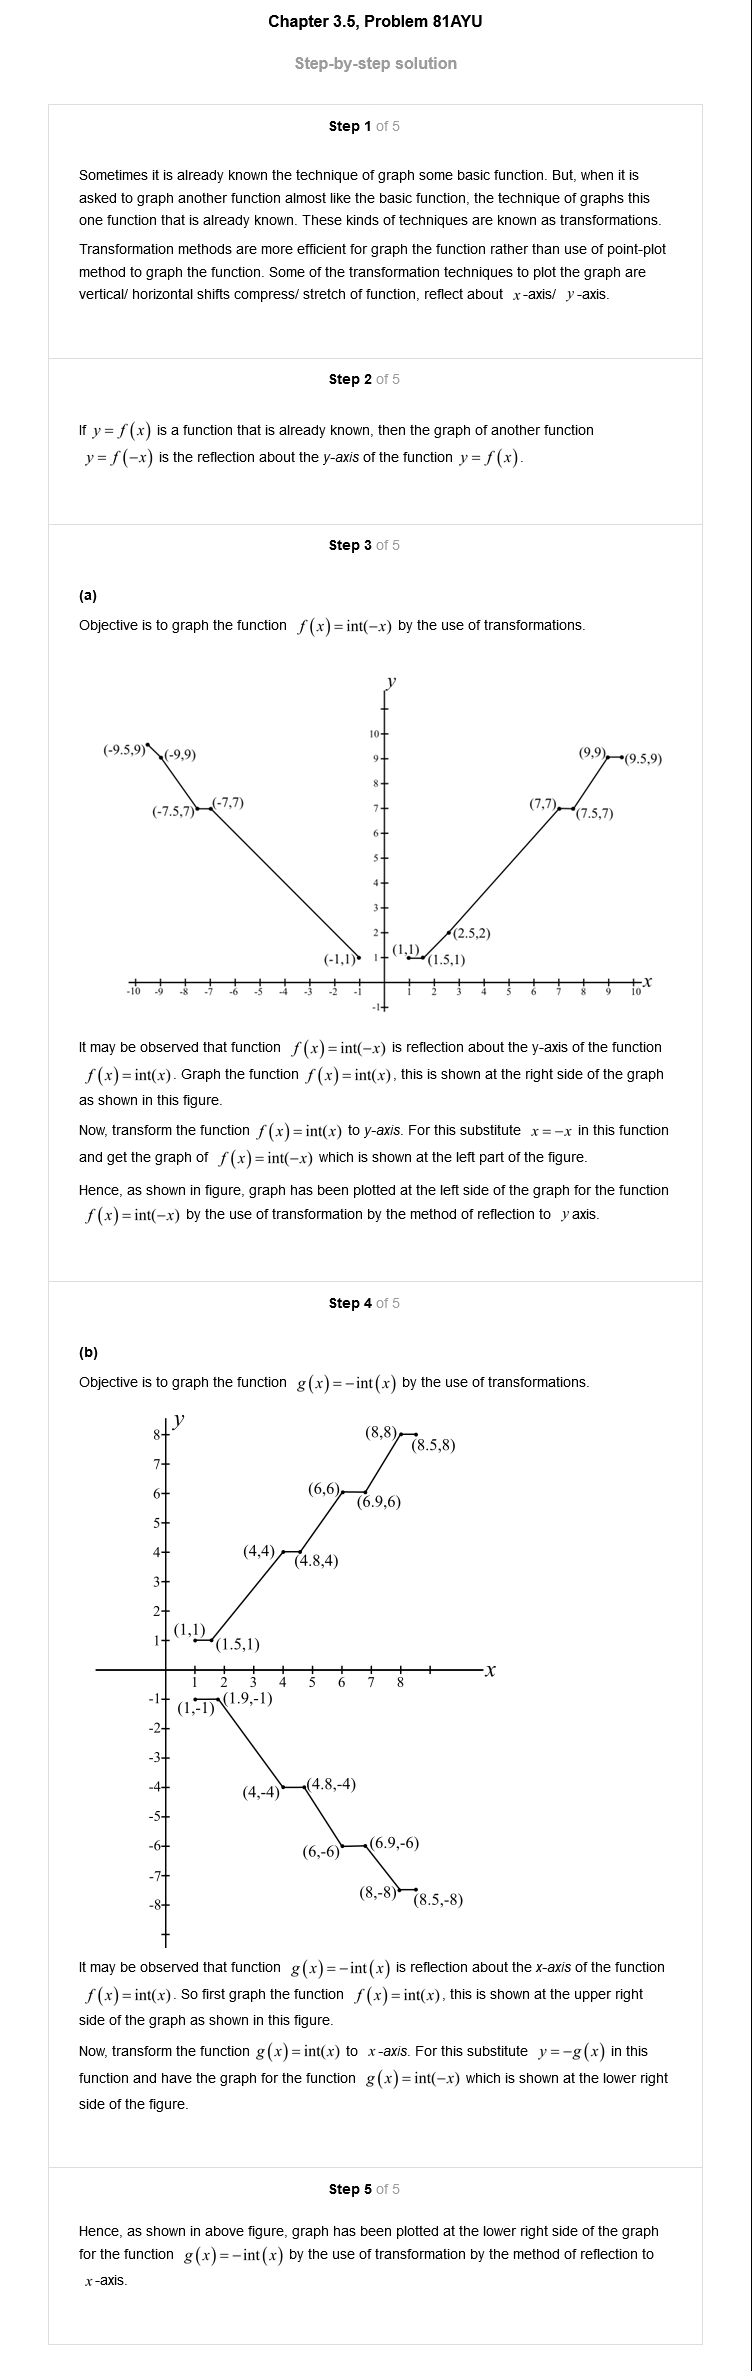 Chapter 3.5, Problem 81AYU
Step-by-step solution
Step 1 of 5
Sometimes it is already known the technique of graph some basic function. But, when it is
asked to graph another function almost like the basic function, the technique of graphs this
one function that is already known. These kinds of techniques are known as transformations.
Transformation methods are more efficient for graph the function rather than use of point-plot
method to graph the function. Some of the transformation techniques to plot the graph are
vertical/ horizontal shifts compress/ stretch of function, reflect about x-axis/ y-axis.
Step 2 of 5
If y = f(x) is a function that is already known, then the graph of another function
y = f(−x) is the reflection about the y-axis of the function y = f(x).
Step 3 of 5
(a)
Objective is to graph the function f(x) = int(−x) by the use of transformations.
y
(-9.5,9) (-9,9) (9,9) (9.5,9)
(-7.5,7) (-7,7) (7,7) (7.5,7)
(2.5,2)
(-1,1) (1,1) (1.5,1)
10
9
8
7
6
5
4
3
2
1
-1
-10 -9 -8 -7 -6 -5 -4 -3 -2 -1 1 2 3 4 5 6 7 8 9 10 x
It may be observed that function f(x) = int(−x) is reflection about the y-axis of the function
f(x) = int(x). Graph the function f(x) = int(x), this is shown at the right side of the graph
as shown in this figure.
Now, transform the function f(x) = int(x) to y-axis. For this substitute x = −x in this function
and get the graph of f(x) = int(−x) which is shown at the left part of the figure.
Hence, as shown in figure, graph has been plotted at the left side of the graph for the function
f(x) = int(−x) by the use of transformation by the method of reflection to y axis.
Step 4 of 5
(b)
Objective is to graph the function g(x) = −int(x) by the use of transformations.
y
8
7
6
5
4
3
2
1
(8,8) (8.5,8)
(6,6) (6.9,6)
(4,4) (4.8,4)
(1,1) (1.5,1)
1 2 3 4 5 6 7 8 x
-1
-2
-3
-4
-5
-6
-7
-8
(1,-1) (1.9,-1)
(4,-4) (4.8,-4)
(6,-6) (6.9,-6)
(8,-8) (8.5,-8)
It may be observed that function g(x) = −int(x) is reflection about the x-axis of the function
f(x) = int(x). So first graph the function f(x) = int(x), this is shown at the upper right
side of the graph as shown in this figure.
Now, transform the function g(x) = int(x) to x-axis. For this substitute y = −g(x) in this
function and have the graph for the function g(x) = int(−x) which is shown at the lower right
side of the figure.
Step 5 of 5
Hence, as shown in above figure, graph has been plotted at the lower right side of the graph
for the function g(x) = −int(x) by the use of transformation by the method of reflection to
x-axis.